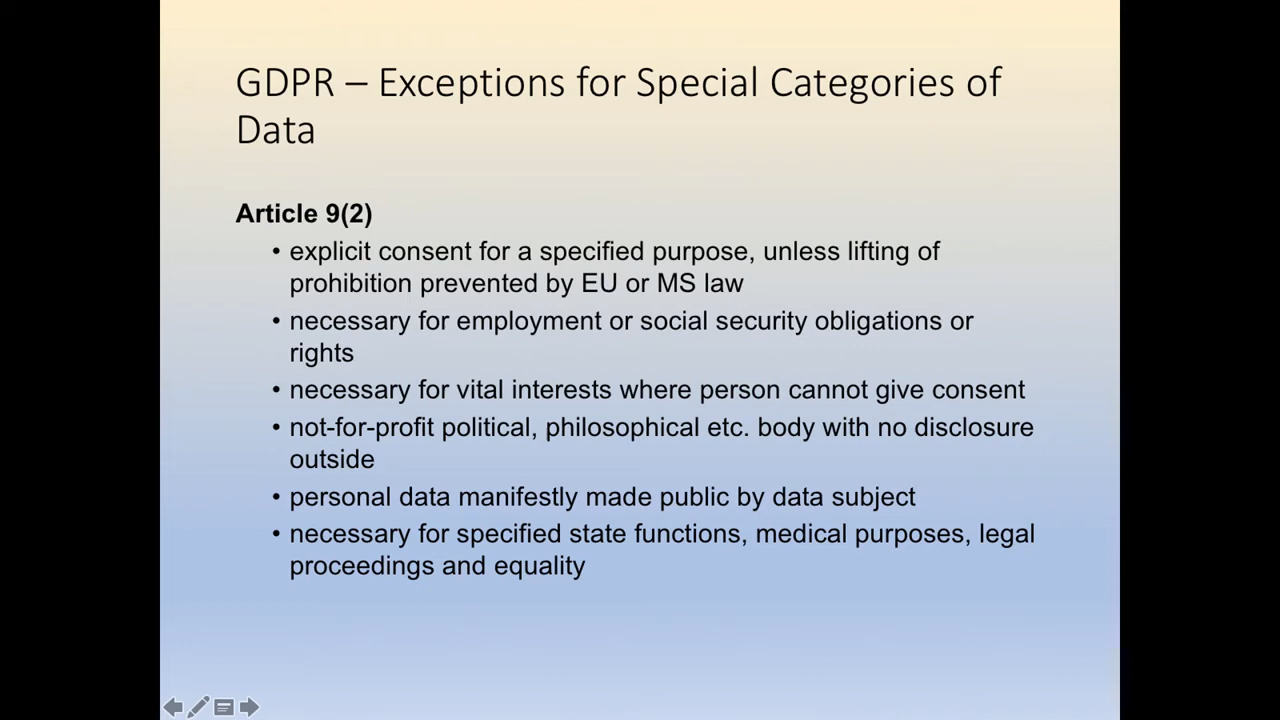 GDPR – Exceptions for Special Categories of
Data
Article 9(2)
• explicit consent for a specified purpose, unless lifting of
prohibition prevented by EU or MS law
• necessary for employment or social security obligations or
rights
• necessary for vital interests where person cannot give consent
• not-for-profit political, philosophical etc. body with no disclosure
outside
• personal data manifestly made public by data subject
• necessary for specified state functions, medical purposes, legal
proceedings and equality